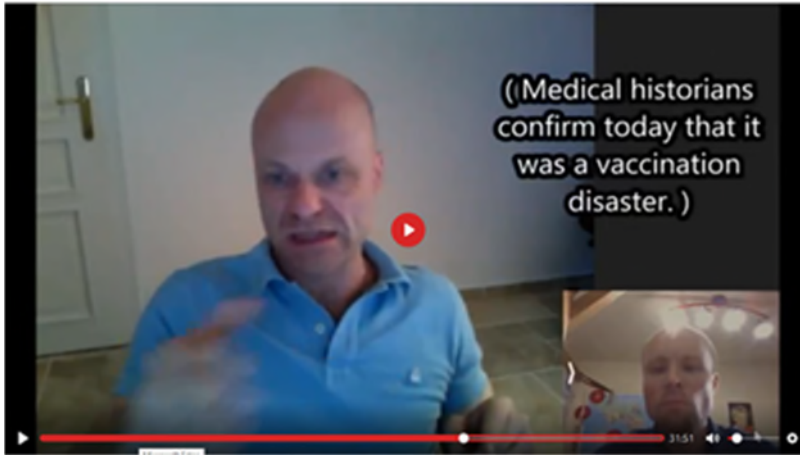 ( Medical historians
confirm today that it
was a vaccination
disaster. )
31:51